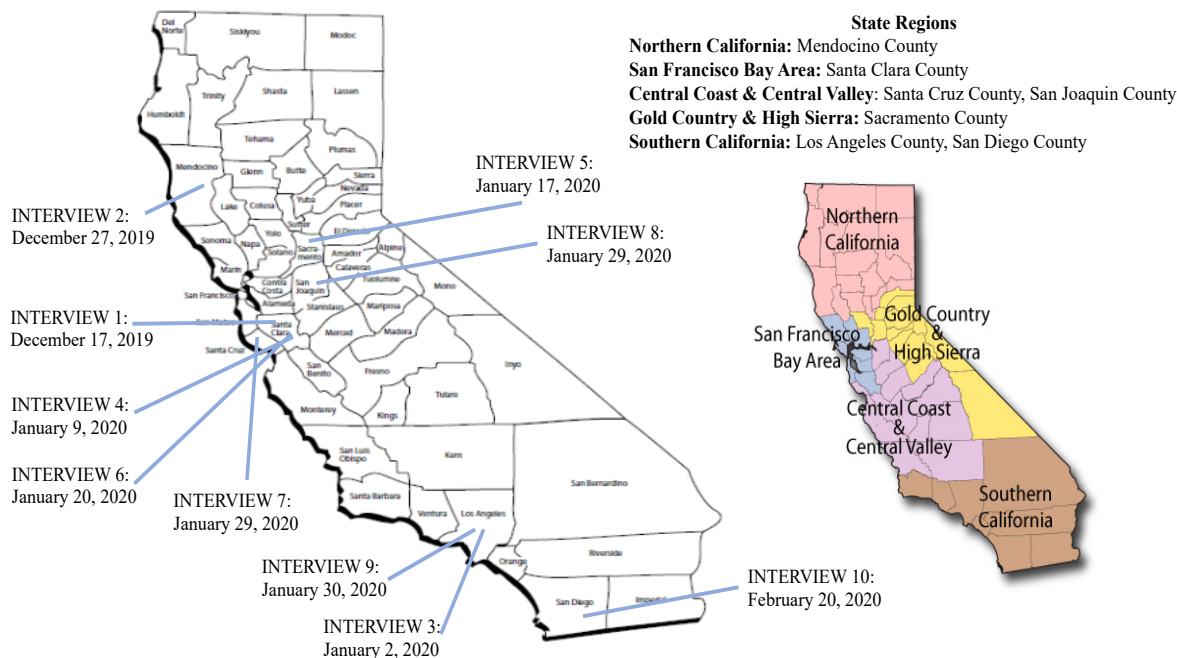 State Regions
Northern California: Mendocino County
San Francisco Bay Area: Santa Clara County
Central Coast & Central Valley: Santa Cruz County, San Joaquin County
Gold Country & High Sierra: Sacramento County
Southern California: Los Angeles County, San Diego County
Del
Norte
Siskiyou
Modoc
Humboldt
Trinity
Shasta
Lassen
Tehama
Plumas
Mendocino
Glenn
Butte
Sierra
Nevada
Placer
Yuba
Lake
Colusa
Sutter
El Dorado
Sonoma
Napa
Yolo
Solano
Sacra-
mento
Amador
Alpine
Calaveras
Marin
Contra
Costa
San
Joaquin
Tuolumne
Mono
San Francisco
Alameda
Stanislaus
Mariposa
Santa
Clara
Merced
Madera
Santa Cruz
San
Benito
Fresno
Inyo
Monterey
Kings
Tulare
San Luis
Obispo
Kern
San Bernardino
Santa Barbara
Ventura
Los Angeles
Orange
Riverside
San Diego
Imperial
INTERVIEW 5:
January 17, 2020
INTERVIEW 2:
December 27, 2019
INTERVIEW 8:
January 29, 2020
INTERVIEW 1:
December 17, 2019
INTERVIEW 4:
January 9, 2020
INTERVIEW 6:
January 20, 2020
INTERVIEW 7:
January 29, 2020
INTERVIEW 9:
January 30, 2020
INTERVIEW 3:
January 2, 2020
INTERVIEW 10:
February 20, 2020
Northern
California
Gold Country
&
High Sierra
San Francisco
Bay Area
Central Coast
&
Central Valley
Southern
California